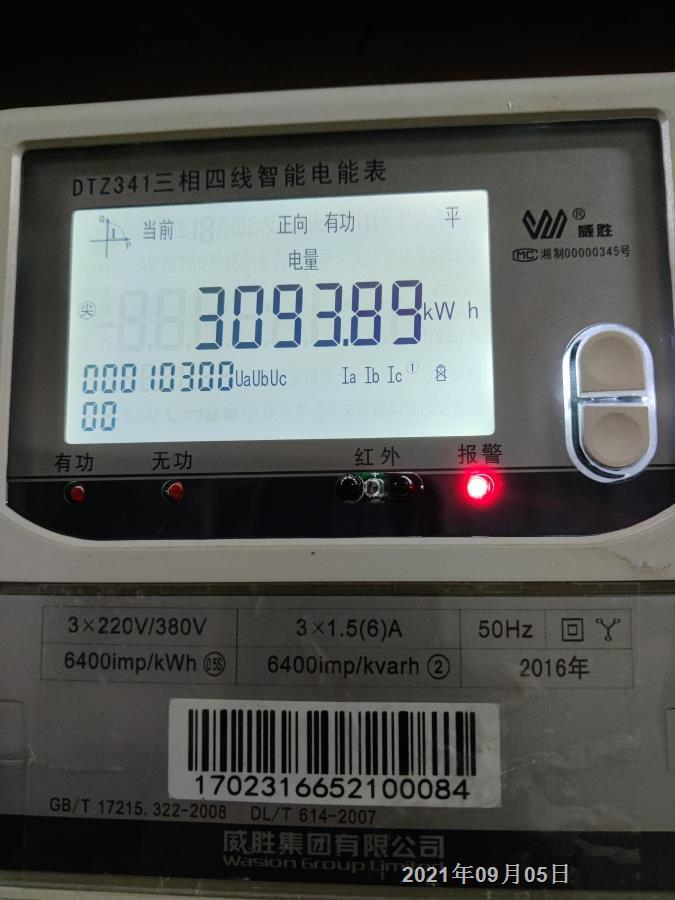 DTZ341三相四线智能电能表
当前 正向 有功 平
电量
尖
3093.89 kWh
00010300 UaUbUc Ia Ib Ic ①
00
®
威胜
MC 湘制00000345号
有功 无功 红外 报警
3×220V/380V 3×1.5(6)A 50Hz
6400imp/kWh 0.5S 6400imp/kvarh ② 2016年
1702316652100084
GB/T 17215.322-2008 DL/T 614-2007
威胜集团有限公司
Wasion Group Limited
2021年09月05日